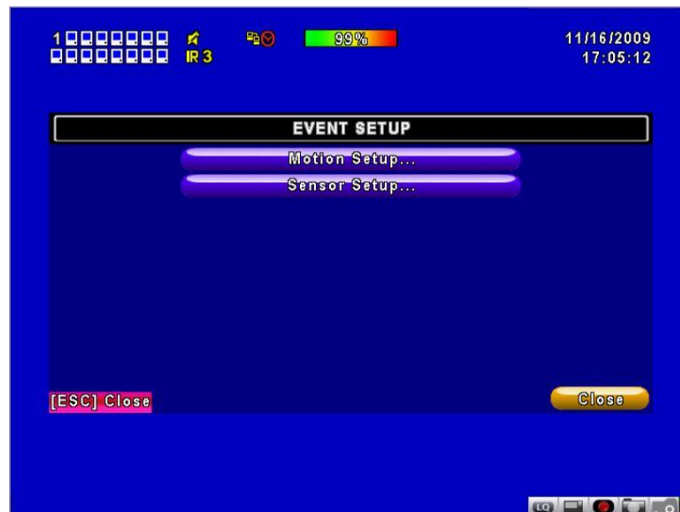 1 99% 11/16/2009
IR 3 17:05:12
EVENT SETUP
Motion Setup...
Sensor Setup...
[ESC] Close Close
LQ